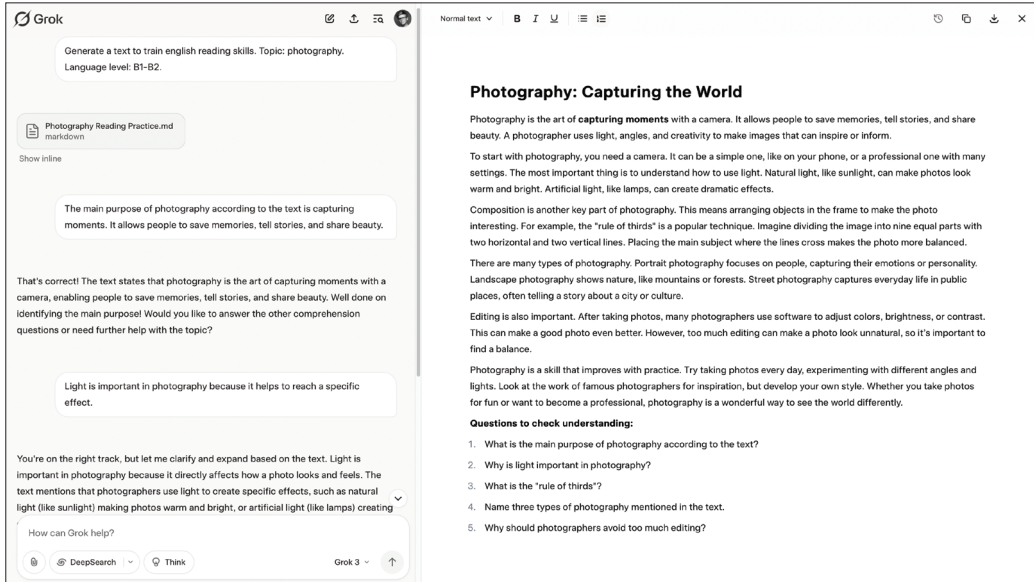 Grok
Generate a text to train english reading skills. Topic: photography.
Language level: B1-B2.
Photography Reading Practice.md
markdown
Show inline
The main purpose of photography according to the text is capturing
moments. It allows people to save memories, tell stories, and share beauty.
That's correct! The text states that photography is the art of capturing moments with a
camera, enabling people to save memories, tell stories, and share beauty. Well done on
identifying the main purpose! Would you like to answer the other comprehension
questions or need further help with the topic?
Light is important in photography because it helps to reach a specific
effect.
You're on the right track, but let me clarify and expand based on the text. Light is
important in photography because it directly affects how a photo looks and feels. The
text mentions that photographers use light to create specific effects, such as natural
light (like sunlight) making photos warm and bright, or artificial light (like lamps) creating
How can Grok help?
DeepSearch Think Grok 3
Normal text B I U
Photography: Capturing the World
Photography is the art of capturing moments with a camera. It allows people to save memories, tell stories, and share
beauty. A photographer uses light, angles, and creativity to make images that can inspire or inform.
To start with photography, you need a camera. It can be a simple one, like on your phone, or a professional one with many
settings. The most important thing is to understand how to use light. Natural light, like sunlight, can make photos look
warm and bright. Artificial light, like lamps, can create dramatic effects.
Composition is another key part of photography. This means arranging objects in the frame to make the photo
interesting. For example, the "rule of thirds" is a popular technique. Imagine dividing the image into nine equal parts with
two horizontal and two vertical lines. Placing the main subject where the lines cross makes the photo more balanced.
There are many types of photography. Portrait photography focuses on people, capturing their emotions or personality.
Landscape photography shows nature, like mountains or forests. Street photography captures everyday life in public
places, often telling a story about a city or culture.
Editing is also important. After taking photos, many photographers use software to adjust colors, brightness, or contrast.
This can make a good photo even better. However, too much editing can make a photo look unnatural, so it's important to
find a balance.
Photography is a skill that improves with practice. Try taking photos every day, experimenting with different angles and
lights. Look at the work of famous photographers for inspiration, but develop your own style. Whether you take photos
for fun or want to become a professional, photography is a wonderful way to see the world differently.
Questions to check understanding:
1. What is the main purpose of photography according to the text?
2. Why is light important in photography?
3. What is the "rule of thirds"?
4. Name three types of photography mentioned in the text.
5. Why should photographers avoid too much editing?